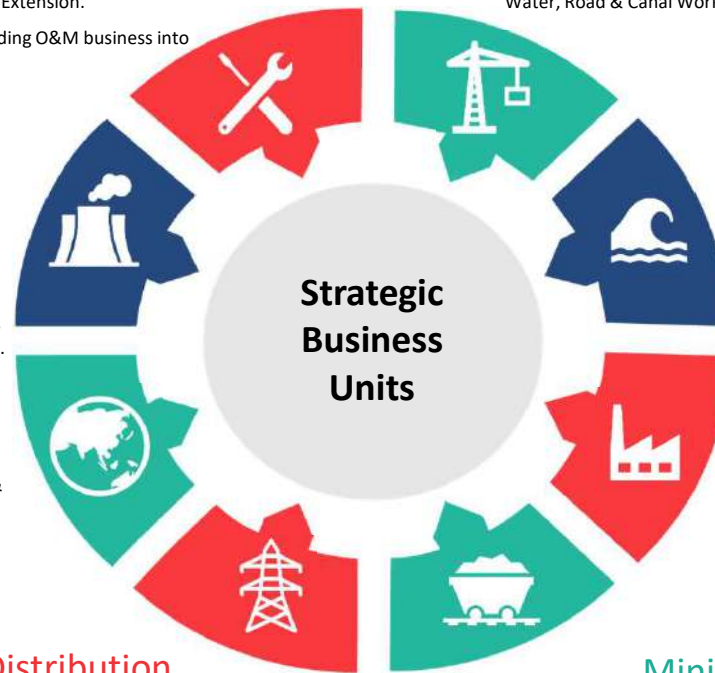 Extension.
Water, Road & Canal Wor
ding O&M business into
Strategic
Business
Units
.
&
Distribution
Mini